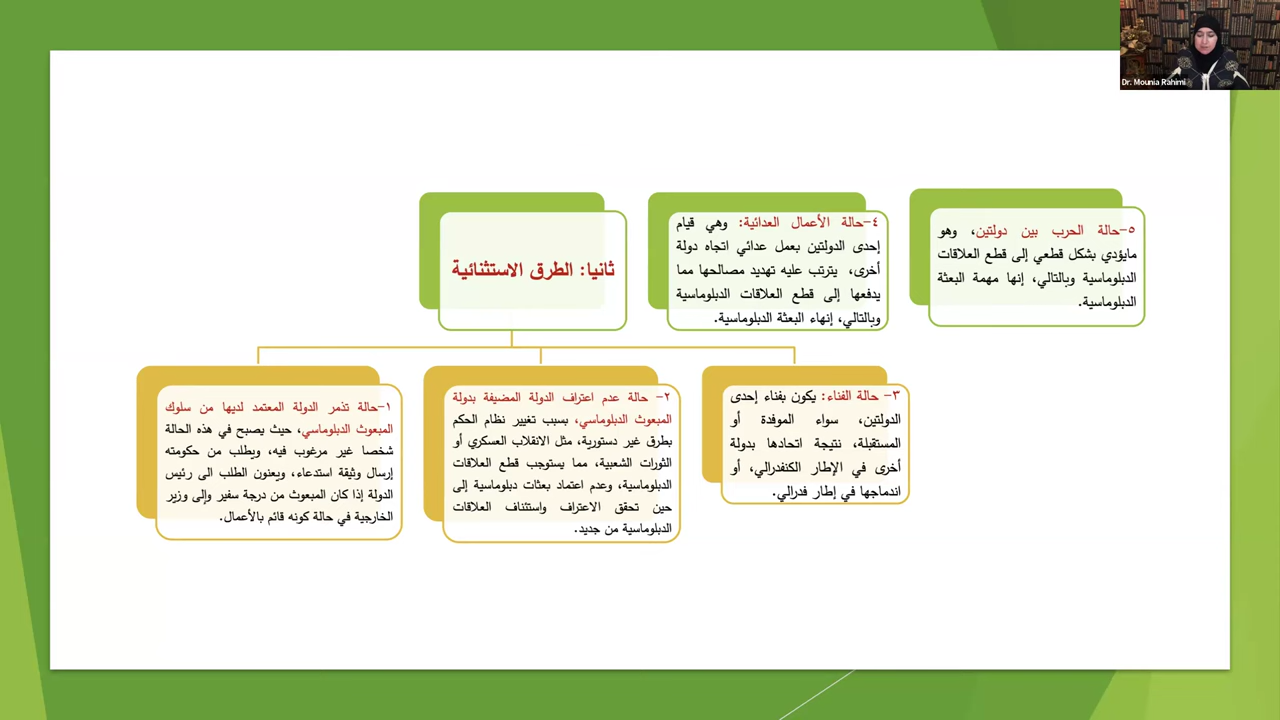 Dr. Mounia Rahimi
ثانيا: الطرق الاستثنائية
١-حالة تذمر الدولة المعتمد لديها من سلوك
المبعوث الدبلوماسي، حيث يصبح في هذه الحالة
شخصا غير مرغوب فيه، ويطلب من حكومته
إرسال وثيقة استدعاء، ويعنون الطلب الى رئيس
الدولة إذا كان المبعوث من درجة سفير وإلى وزير
الخارجية في حالة كونه قائم بالأعمال.
٢- حالة عدم اعتراف الدولة المضيفة بدولة
المبعوث الدبلوماسي، بسبب تغيير نظام الحكم
بطرق غير دستورية، مثل الانقلاب العسكري أو
الثورات الشعبية، مما يستوجب قطع العلاقات
الدبلوماسية، وعدم اعتماد بعثات دبلوماسية إلى
حين تحقق الاعتراف واستئناف العلاقات
الدبلوماسية من جديد.
٣- حالة الفناء: يكون بفناء إحدى
الدولتين، سواء الموفدة أو
المستقبلة، نتيجة اتحادها بدولة
أخرى في الإطار الكنفدرالي، أو
اندماجها في إطار فدرالي.
٤-حالة الأعمال العدائية: وهي قيام
إحدى الدولتين بعمل عدائي اتجاه دولة
أخرى، يترتب عليه تهديد مصالحها مما
يدفعها إلى قطع العلاقات الدبلوماسية
وبالتالي، إنهاء البعثة الدبلوماسية.
٥-حالة الحرب بين دولتين، وهو
مايؤدي بشكل قطعي إلى قطع العلاقات
الدبلوماسية وبالتالي، إنها مهمة البعثة
الدبلوماسية.